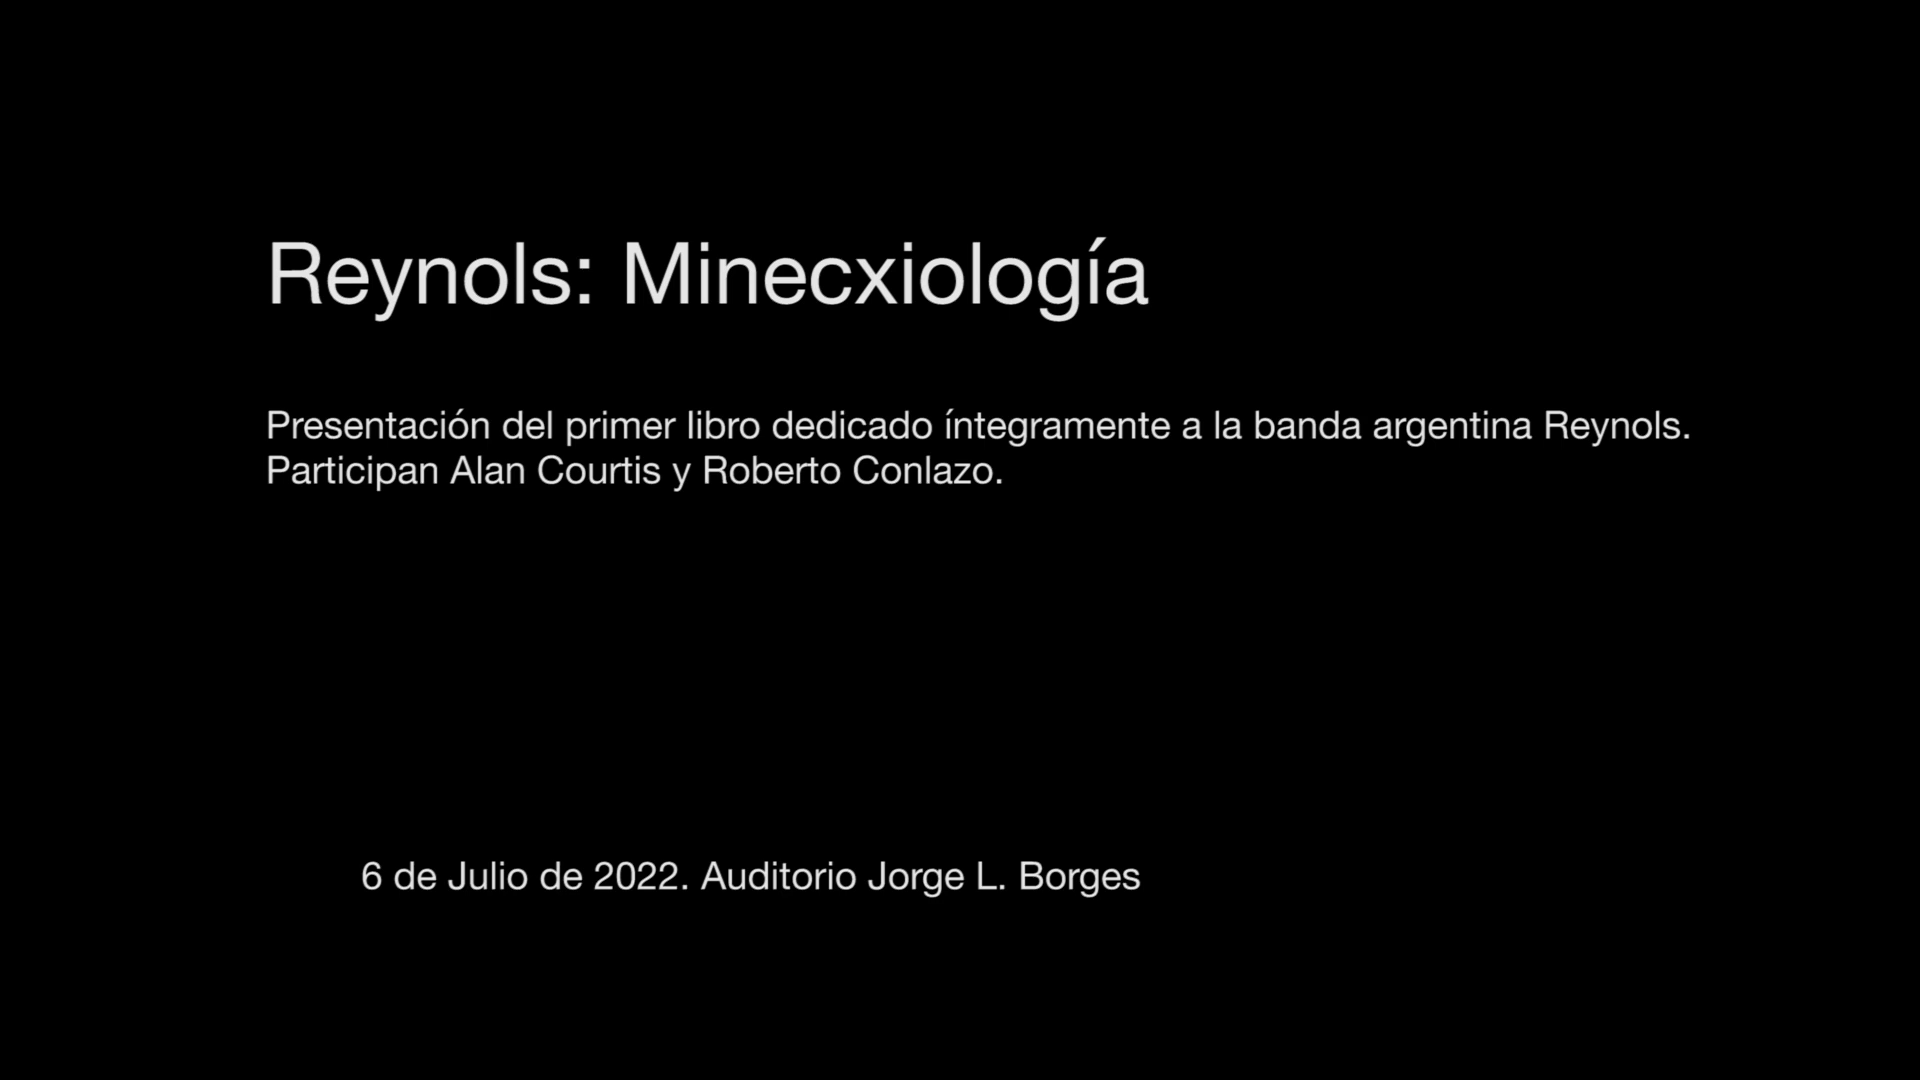 Reynols: Minecxiología
Presentación del primer libro dedicado íntegramente a la banda argentina Reynols.
Participan Alan Courtis y Roberto Conlazo.
6 de Julio de 2022. Auditorio Jorge L. Borges